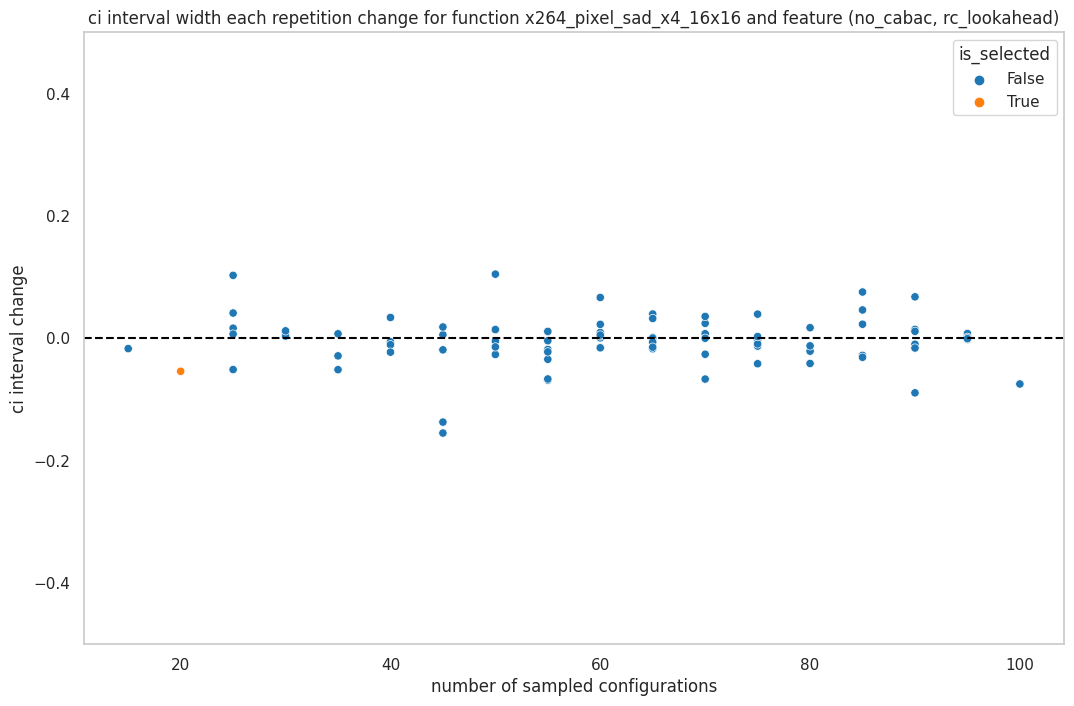 ci interval width each repetition change for function x264_pixel_sad_x4_16x16 and feature (no_cabac, rc_lookahead)
is_selected
False
True
0.4
0.2
0.0
−0.2
−0.4
ci interval change
20
40
60
80
100
number of sampled configurations